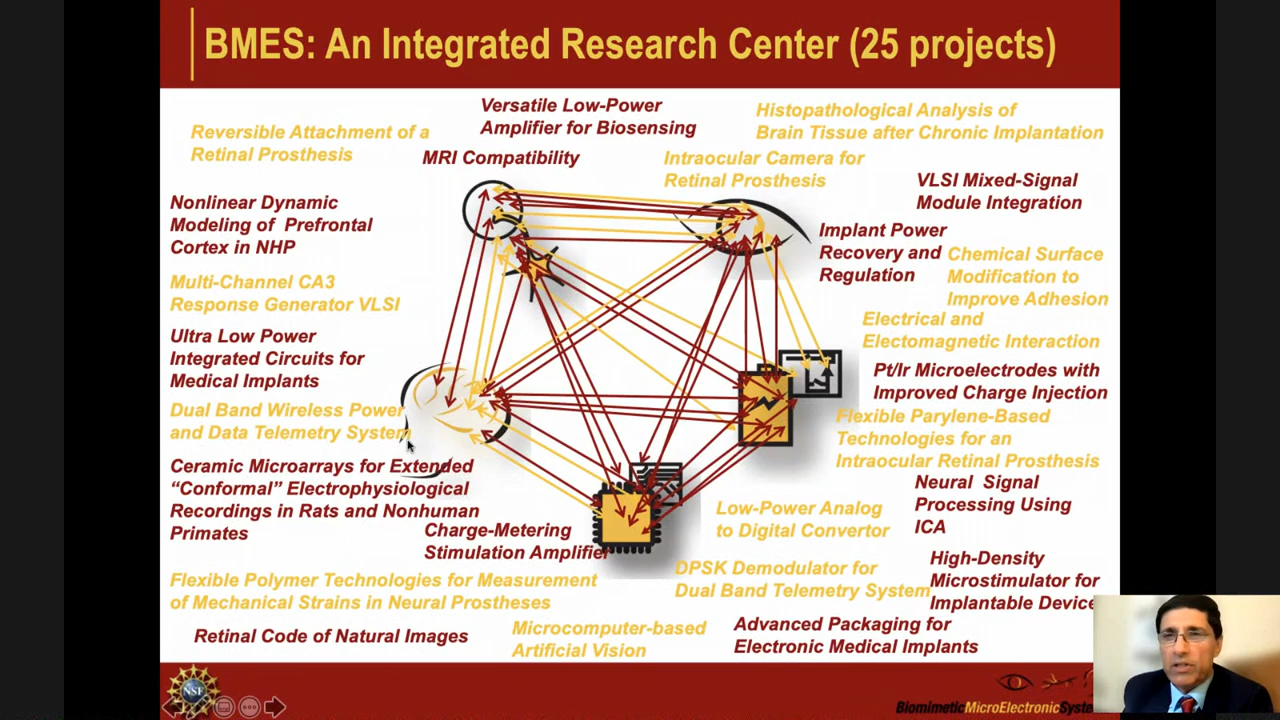 BMES: An Integrated Research Center (25 projects)
Versatile Low-Power
Amplifier for Biosensing
Histopathological Analysis of
Brain Tissue after Chronic Implantation
Reversible Attachment of a
Retinal Prosthesis
MRI Compatibility
Intraocular Camera for
Retinal Prosthesis
VLSI Mixed-Signal
Module Integration
Nonlinear Dynamic
Modeling of Prefrontal
Cortex in NHP
Implant Power
Recovery and
Regulation
Chemical Surface
Modification to
Improve Adhesion
Multi-Channel CA3
Response Generator VLSI
Electrical and
Electomagnetic Interaction
Ultra Low Power
Integrated Circuits for
Medical Implants
Pt/Ir Microelectrodes with
Improved Charge Injection
Dual Band Wireless Power
and Data Telemetry System
Flexible Parylene-Based
Technologies for an
Intraocular Retinal Prosthesis
Ceramic Microarrays for Extended
“Conformal” Electrophysiological
Recordings in Rats and Nonhuman
Primates
Neural Signal
Processing Using
ICA
Low-Power Analog
to Digital Convertor
Charge-Metering
Stimulation Amplifier
High-Density
Microstimulator for
Implantable Device
DPSK Demodulator for
Dual Band Telemetry System
Flexible Polymer Technologies for Measurement
of Mechanical Strains in Neural Prostheses
Retinal Code of Natural Images
Microcomputer-based
Artificial Vision
Advanced Packaging for
Electronic Medical Implants
NSF
BiomimeticMicroElectronicSyste